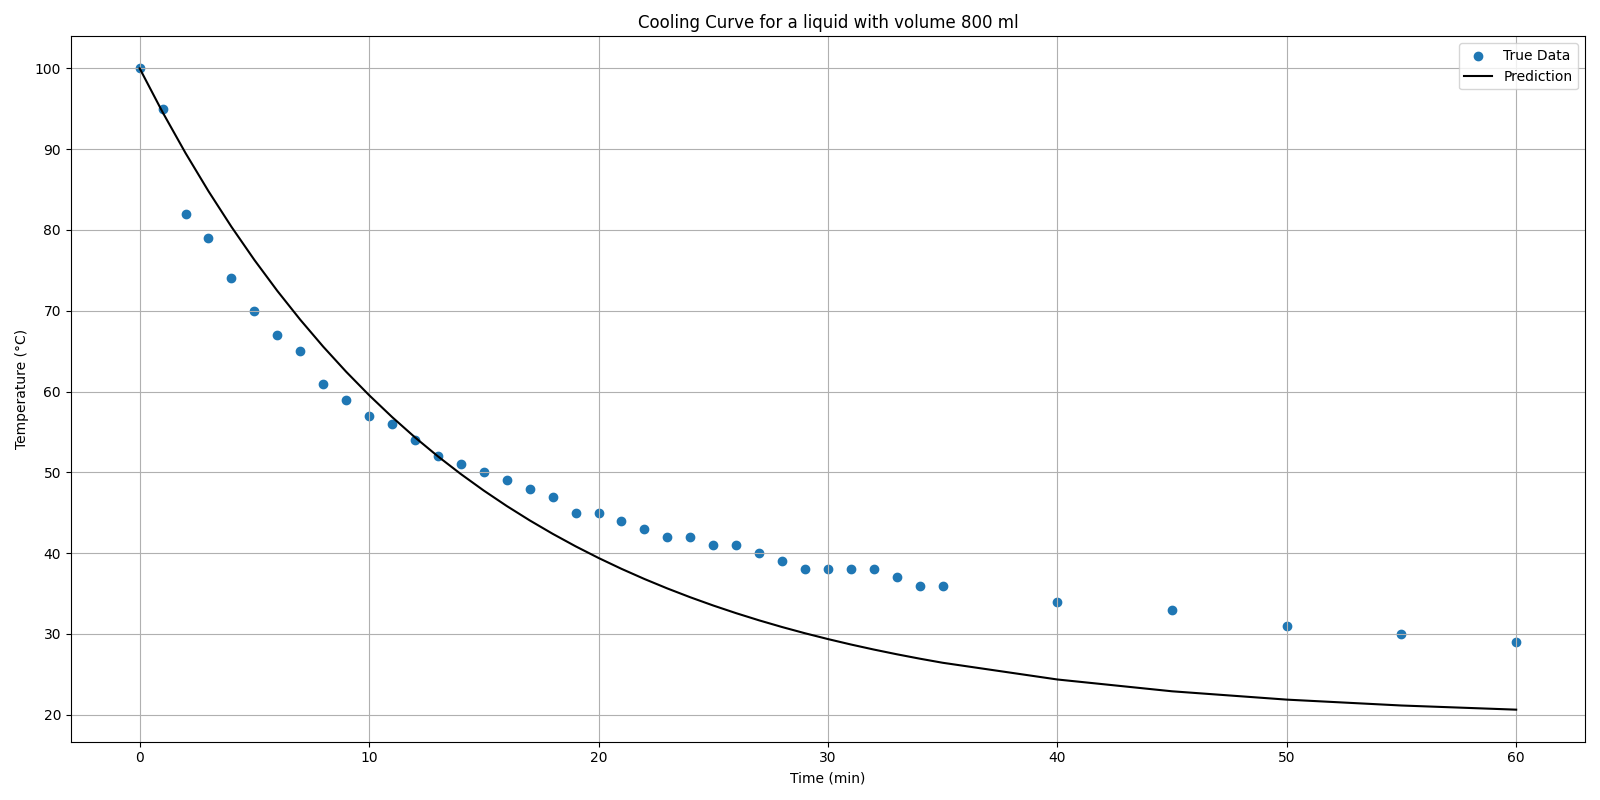 Cooling Curve for a liquid with volume 800 ml
True Data
Prediction
Temperature (°C)
100
90
80
70
60
50
40
30
20
0 10 20 30 40 50 60
Time (min)